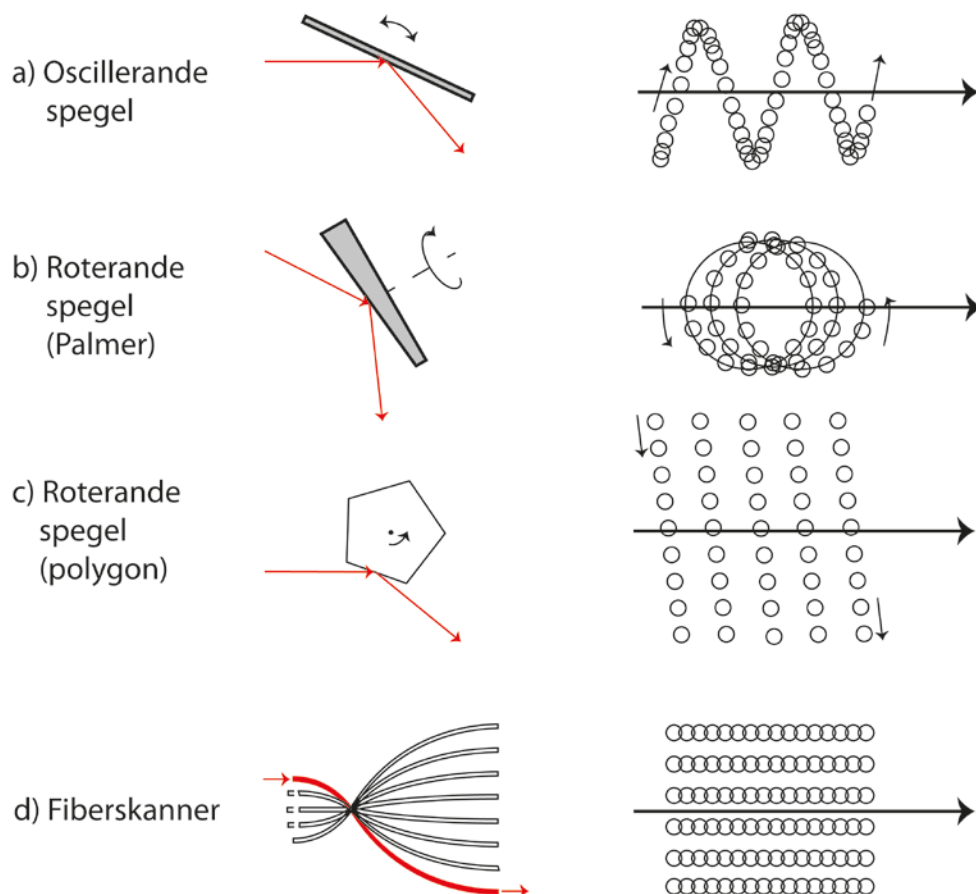 a) Oscillerande
spegel
b) Roterande
spegel
(Palmer)
c) Roterande
spegel
(polygon)
d) Fiberskanner